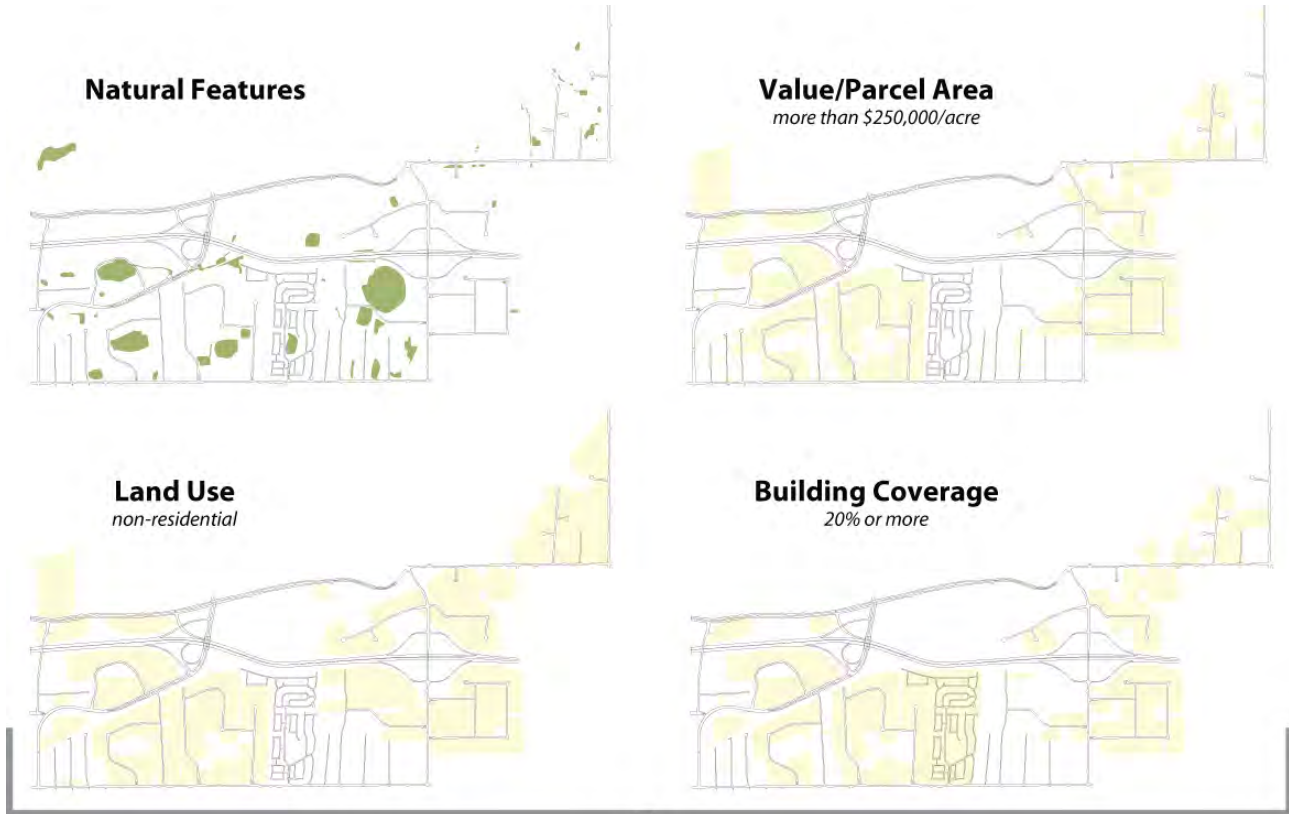 Natural Features
Value/Parcel Area
more than $250,000/acre
Land Use
non-residential
Building Coverage
20% or more